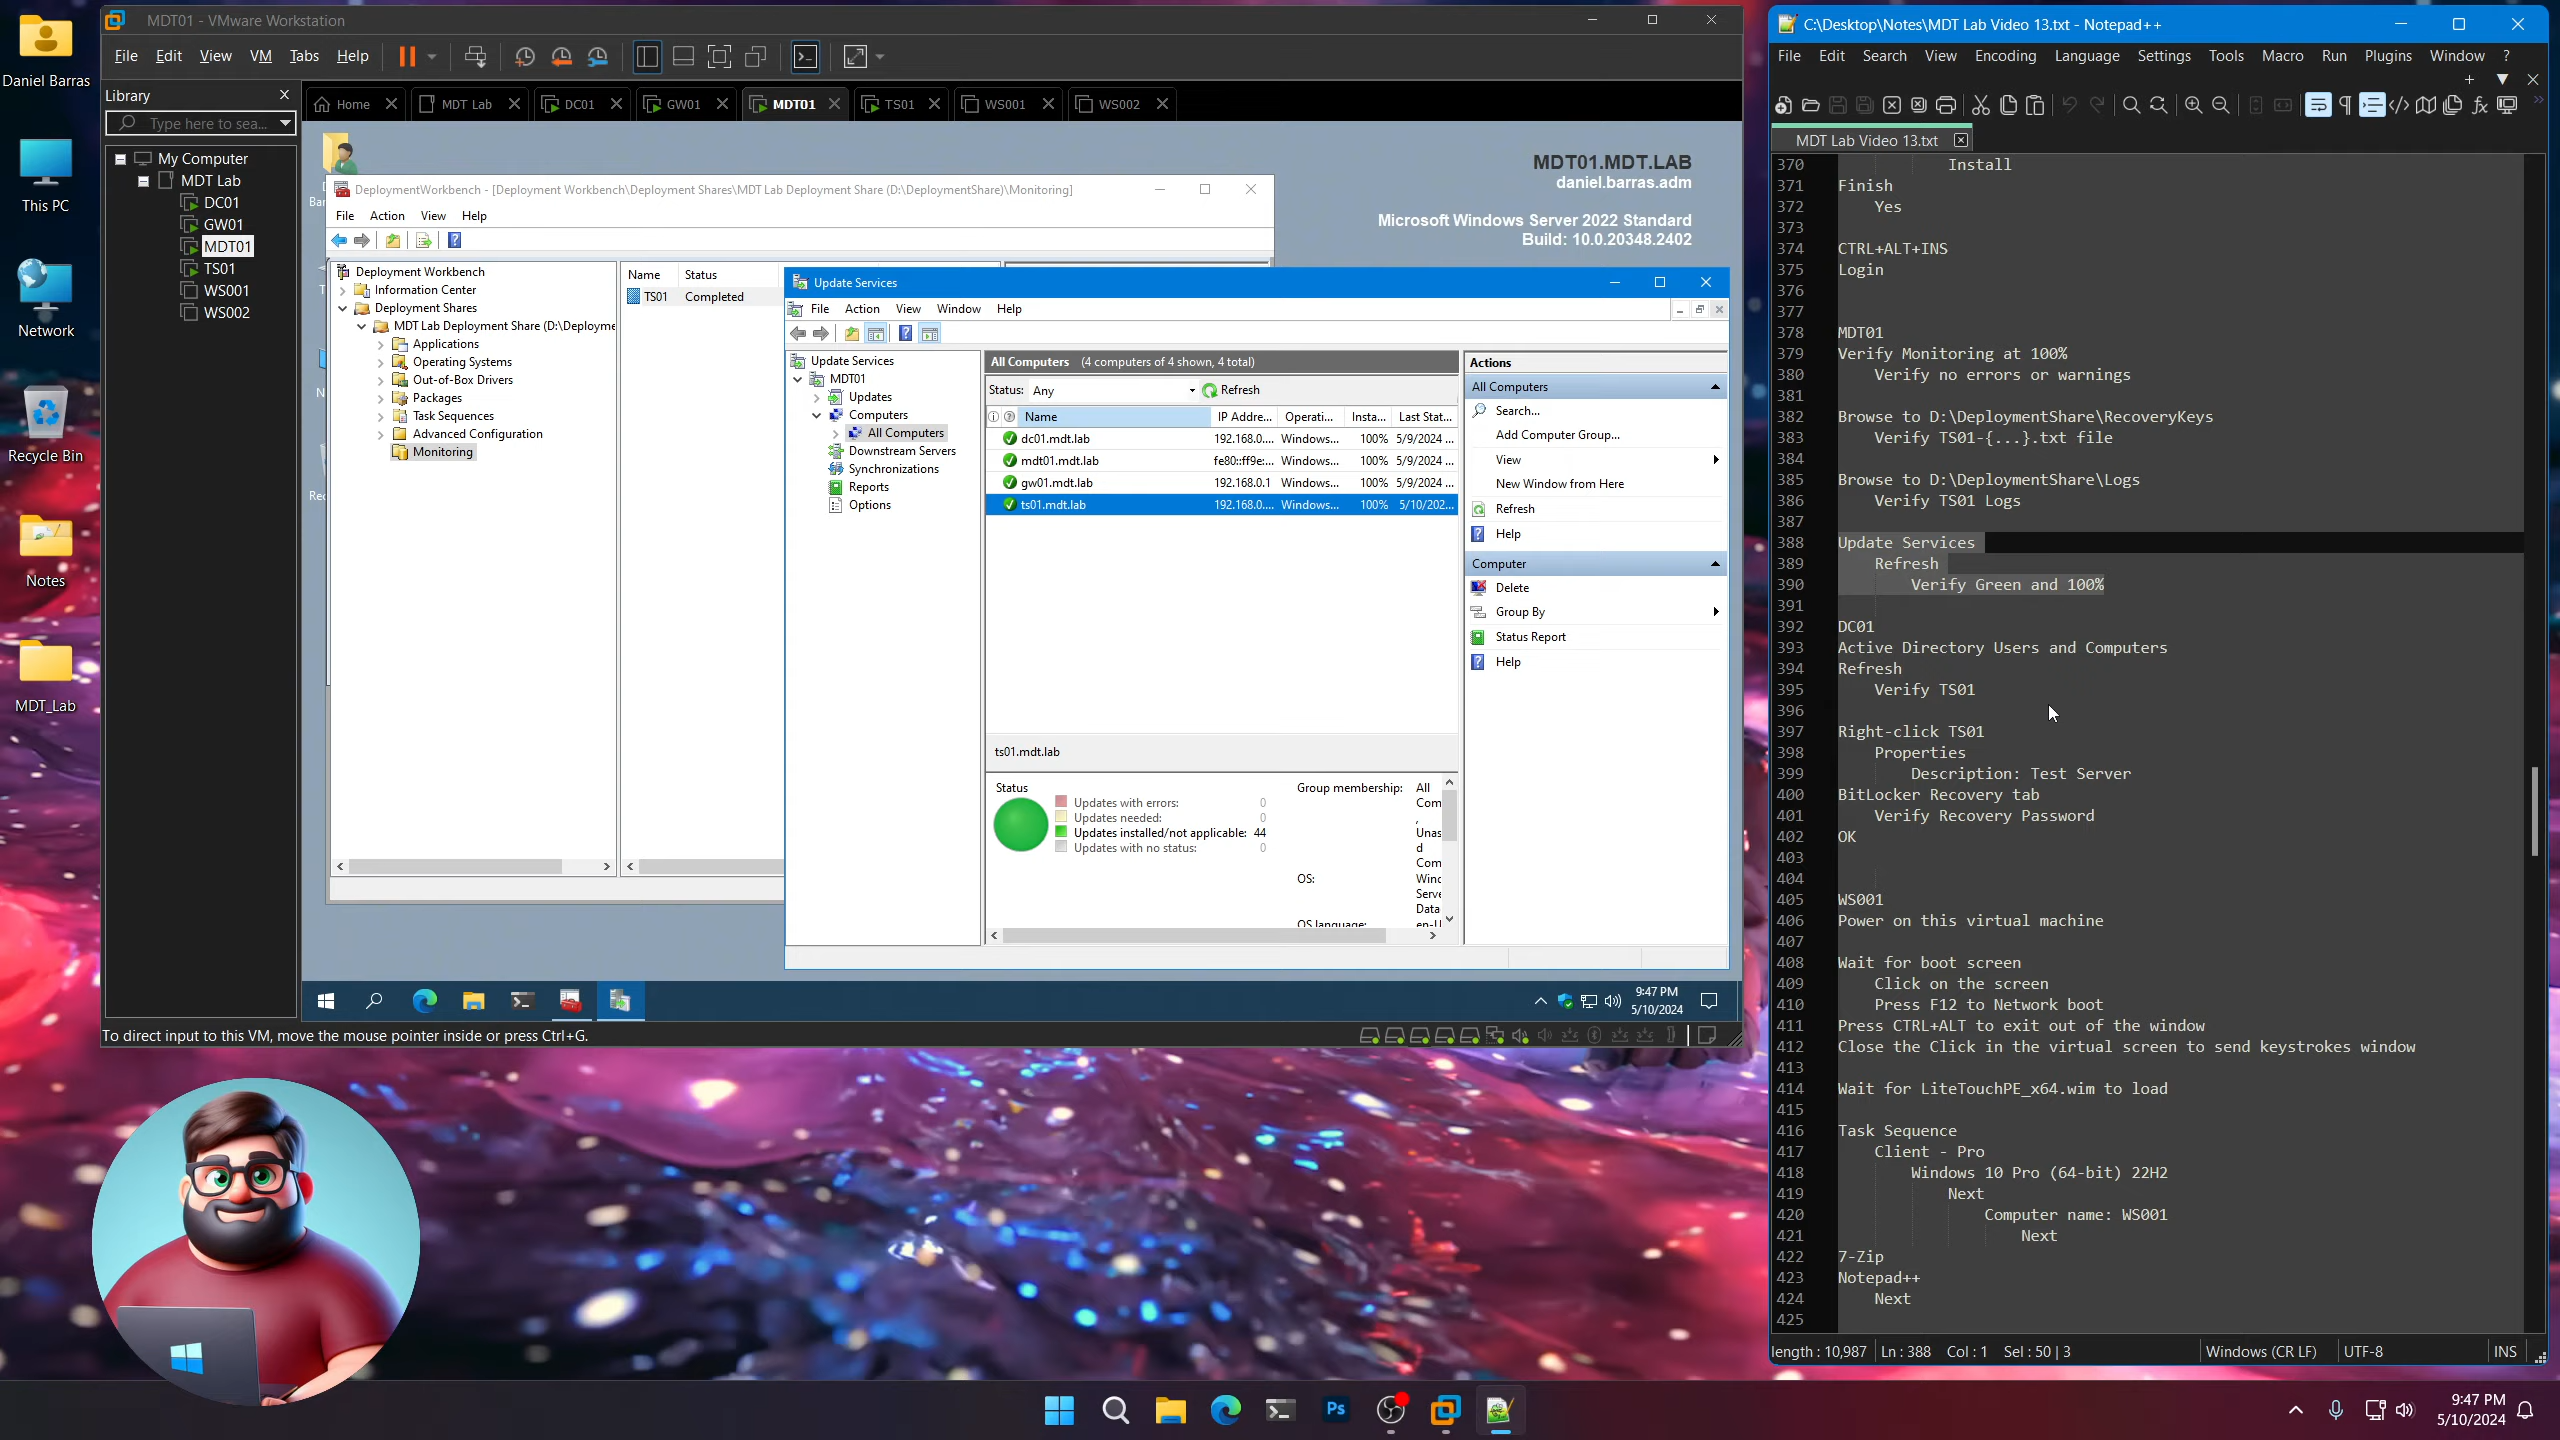 Daniel Barras
This PC
Network
Recycle Bin
Notes
MDT_Lab
MDT01 - VMware Workstation
File Edit View VM Tabs Help
Library
Type here to sea...
My Computer
MDT Lab
DC01
GW01
MDT01
TS01
WS001
WS002
Home
MDT Lab
DC01
GW01
MDT01
TS01
WS001
WS002
MDT01.MDT.LAB
daniel.barras.adm
Microsoft Windows Server 2022 Standard
Build: 10.0.20348.2402
DeploymentWorkbench - [Deployment Workbench\Deployment Shares\MDT Lab Deployment Share (D:\DeploymentShare)\Monitoring]
File Action View Help
Deployment Workbench
Information Center
Deployment Shares
MDT Lab Deployment Share (D:\Deployme
Applications
Operating Systems
Out-of-Box Drivers
Packages
Task Sequences
Advanced Configuration
Monitoring
Name Status
TS01 Completed
Update Services
File Action View Window Help
Update Services
MDT01
Updates
Computers
All Computers
Downstream Servers
Synchronizations
Reports
Options
All Computers (4 computers of 4 shown, 4 total)
Status: Any Refresh
Name IP Addre... Operati... Insta... Last Stat...
dc01.mdt.lab 192.168.0.... Windows... 100% 5/9/2024 ...
mdt01.mdt.lab fe80::ff9e:... Windows... 100% 5/9/2024 ...
gw01.mdt.lab 192.168.0.1 Windows... 100% 5/9/2024 ...
ts01.mdt.lab 192.168.0.... Windows... 100% 5/10/202...
ts01.mdt.lab
Status
Updates with errors: 0
Updates needed: 0
Updates installed/not applicable: 44
Updates with no status: 0
Group membership: All
Com
,
Unas
d
Com
OS: Winc
Serve
Data
OS language: en-U
Actions
All Computers
Search...
Add Computer Group...
View
New Window from Here
Refresh
Help
Computer
Delete
Group By
Status Report
Help
9:47 PM
5/10/2024
To direct input to this VM, move the mouse pointer inside or press Ctrl+G.
C:\Desktop\Notes\MDT Lab Video 13.txt - Notepad++
File Edit Search View Encoding Language Settings Tools Macro Run Plugins Window ?
MDT Lab Video 13.txt
370 Install
371 Finish
372 Yes
373
374 CTRL+ALT+INS
375 Login
376
377
378 MDT01
379 Verify Monitoring at 100%
380 Verify no errors or warnings
381
382 Browse to D:\DeploymentShare\RecoveryKeys
383 Verify TS01-{...}.txt file
384
385 Browse to D:\DeploymentShare\Logs
386 Verify TS01 Logs
387
388 Update Services
389 Refresh
390 Verify Green and 100%
391
392 DC01
393 Active Directory Users and Computers
394 Refresh
395 Verify TS01
396
397 Right-click TS01
398 Properties
399 Description: Test Server
400 BitLocker Recovery tab
401 Verify Recovery Password
402 OK
403
404
405 WS001
406 Power on this virtual machine
407
408 Wait for boot screen
409 Click on the screen
410 Press F12 to Network boot
411 Press CTRL+ALT to exit out of the window
412 Close the Click in the virtual screen to send keystrokes window
413
414 Wait for LiteTouchPE_x64.wim to load
415
416 Task Sequence
417 Client - Pro
418 Windows 10 Pro (64-bit) 22H2
419 Next
420 Computer name: WS001
421 Next
422 7-Zip
423 Notepad++
424 Next
425
length : 10,987 Ln : 388 Col : 1 Sel : 50 | 3 Windows (CR LF) UTF-8 INS
Ps
9:47 PM
5/10/2024